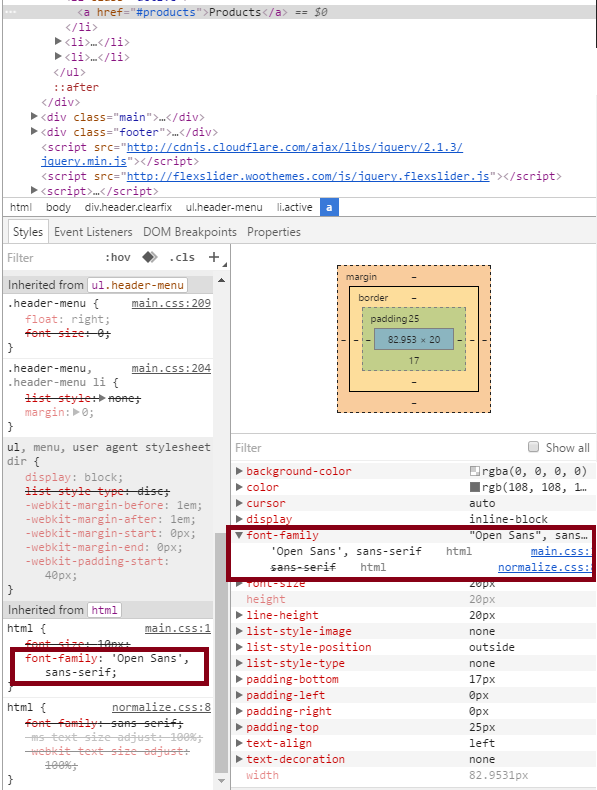 <a href="#products">Products</a> == $0
</li>
▶<li>…</li>
▶<li>…</li>
</ul>
::after
</div>
▶<div class="main">…</div>
▶<div class="footer">…</div>
<script src="http://cdnjs.cloudflare.com/ajax/libs/jquery/2.1.3/
jquery.min.js"></script>
<script src="http://flexslider.woothemes.com/js/jquery.flexslider.js"></script>
▶<script>…</script>
html body div.header.clearfix ul.header-menu li.active a
Styles Event Listeners DOM Breakpoints Properties
Filter :hov .cls +
Inherited from ul.header-menu
.header-menu { main.css:209
float: right;
font-size: 0;
}
.header-menu, main.css:204
.header-menu li {
list-style:▶none;
margin:▶0;
}
ul, menu, user agent stylesheet
dir {
display: block;
list-style-type: disc;
-webkit-margin-before: 1em;
-webkit-margin-after: 1em;
-webkit-margin-start: 0px;
-webkit-margin-end: 0px;
-webkit-padding-start:
40px;
}
Inherited from html
html { main.css:1
font-size: 10px;
font-family: 'Open Sans',
sans-serif;
}
html { normalize.css:8
font-family: sans-serif;
-ms-text-size-adjust: 100%;
-webkit-text-size-adjust:
100%;
}
margin –
border –
padding25
– – – 82.953 × 20 – – –
17
–
–
Filter Show all
▶background-color rgba(0, 0, 0, 0)
▶color rgb(108, 108, 1…
▶cursor auto
▶display inline-block
▼font-family "Open Sans", sans…
'Open Sans', sans-serif html main.css:1
sans-serif html normalize.css:8
▶font-size 20px
height 20px
▶line-height 20px
▶list-style-image none
▶list-style-position outside
▶list-style-type none
▶padding-bottom 17px
▶padding-left 0px
▶padding-right 0px
▶padding-top 25px
▶text-align left
▶text-decoration none
width 82.9531px